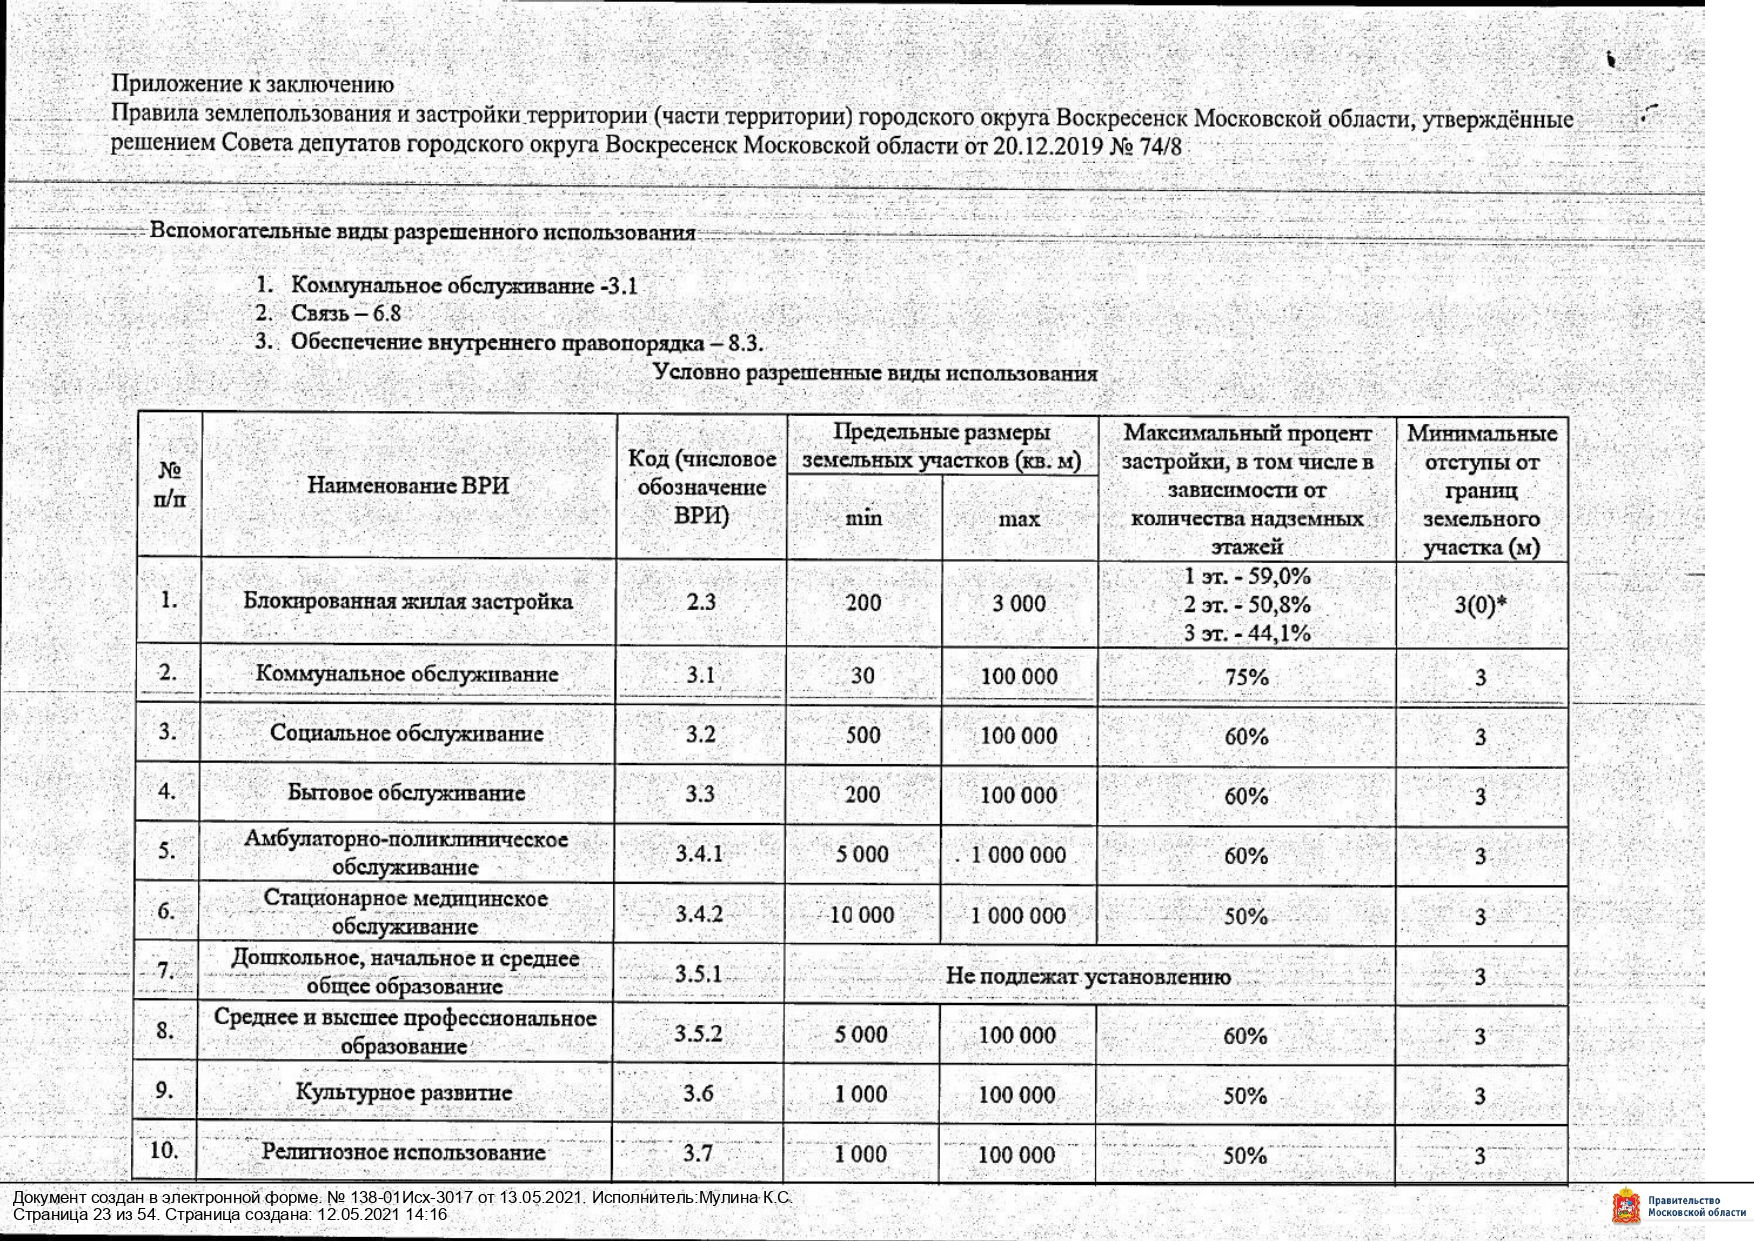 Приложение к заключению
Правила землепользования и застройки территории (части территории) городского округа Воскресенск Московской области, утверждённые
решением Совета депутатов городского округа Воскресенск Московской области от 20.12.2019 № 74/8
Вспомогательные виды разрешенного использования
1. Коммунальное обслуживание -3.1
2. Связь – 6.8
3. Обеспечение внутреннего правопорядка – 8.3.
Условно разрешенные виды использования
№ п/п
Наименование ВРИ
Код (числовое обозначение ВРИ)
Предельные размеры земельных участков (кв. м)
min
max
Максимальный процент застройки, в том числе в зависимости от количества надземных этажей
Минимальные отступы от границ земельного участка (м)
1. Блокированная жилая застройка 2.3 200 3 000 1 эт. - 59,0% 2 эт. - 50,8% 3 эт. - 44,1% 3(0)*
2. Коммунальное обслуживание 3.1 30 100 000 75% 3
3. Социальное обслуживание 3.2 500 100 000 60% 3
4. Бытовое обслуживание 3.3 200 100 000 60% 3
5. Амбулаторно-поликлиническое обслуживание 3.4.1 5 000 1 000 000 60% 3
6. Стационарное медицинское обслуживание 3.4.2 10 000 1 000 000 50% 3
7. Дошкольное, начальное и среднее общее образование 3.5.1 Не подлежат установлению 3
8. Среднее и высшее профессиональное образование 3.5.2 5 000 100 000 60% 3
9. Культурное развитие 3.6 1 000 100 000 50% 3
10. Религиозное использование 3.7 1 000 100 000 50% 3
Документ создан в электронной форме. № 138-01Исх-3017 от 13.05.2021. Исполнитель:Мулина К.С.
Страница 23 из 54. Страница создана: 12.05.2021 14:16
Правительство
Московской области